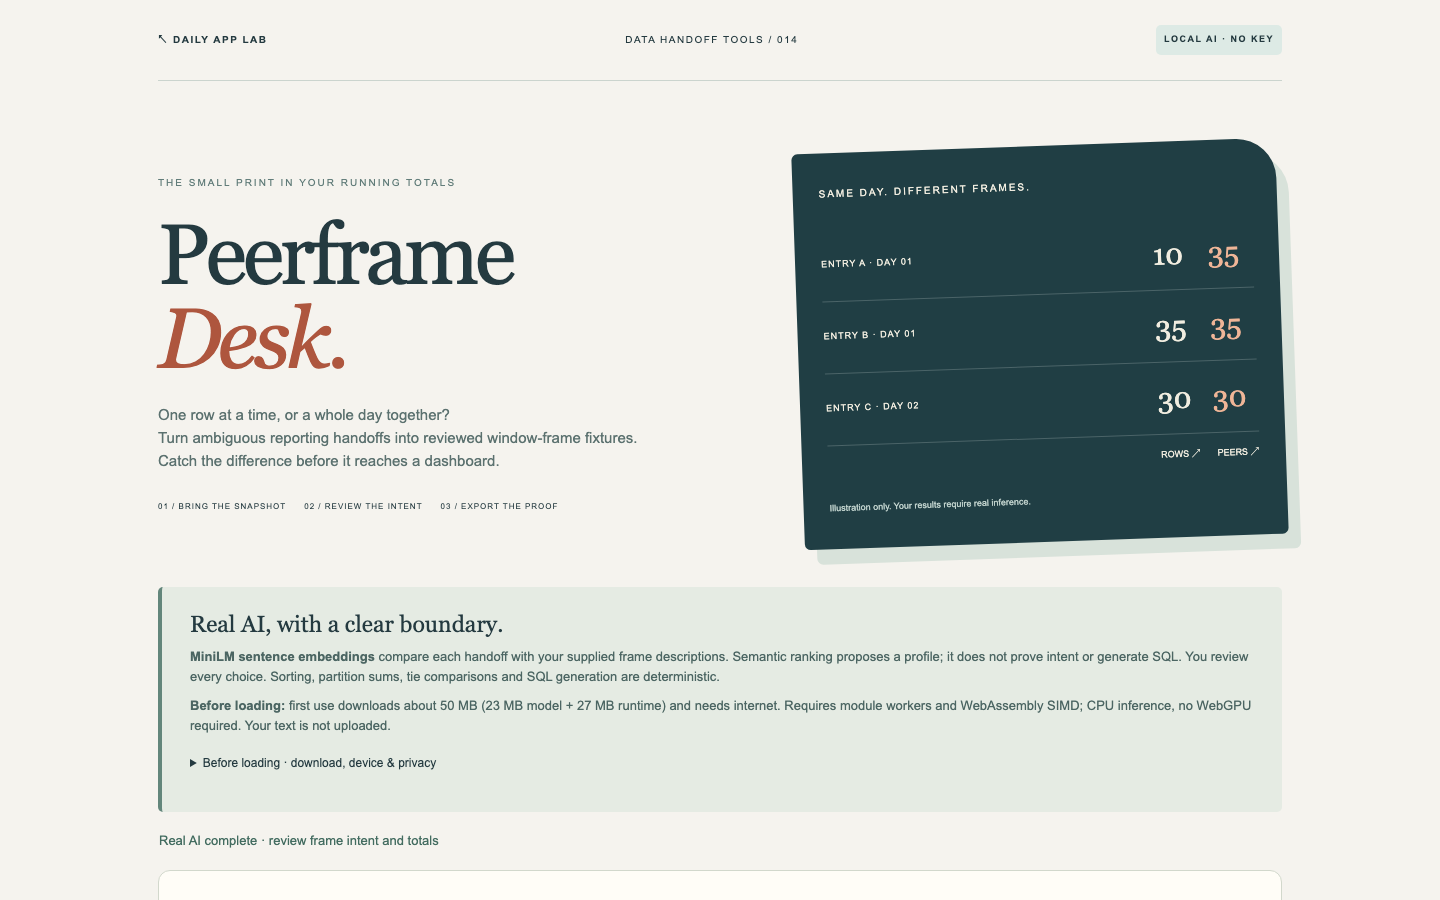 ↖ DAILY APP LAB
DATA HANDOFF TOOLS / 014
LOCAL AI · NO KEY
THE SMALL PRINT IN YOUR RUNNING TOTALS
Peerframe
Desk.
One row at a time, or a whole day together?
Turn ambiguous reporting handoffs into reviewed window-frame fixtures.
Catch the difference before it reaches a dashboard.
01 / BRING THE SNAPSHOT 02 / REVIEW THE INTENT 03 / EXPORT THE PROOF
SAME DAY. DIFFERENT FRAMES.
ENTRY A · DAY 01 10 35
ENTRY B · DAY 01 35 35
ENTRY C · DAY 02 30 30
ROWS ↗ PEERS ↗
Illustration only. Your results require real inference.
Real AI, with a clear boundary.
MiniLM sentence embeddings compare each handoff with your supplied frame descriptions. Semantic ranking proposes a profile; it does not prove intent or generate SQL. You review
every choice. Sorting, partition sums, tie comparisons and SQL generation are deterministic.
Before loading: first use downloads about 50 MB (23 MB model + 27 MB runtime) and needs internet. Requires module workers and WebAssembly SIMD; CPU inference, no WebGPU
required. Your text is not uploaded.
▶ Before loading · download, device & privacy
Real AI complete · review frame intent and totals